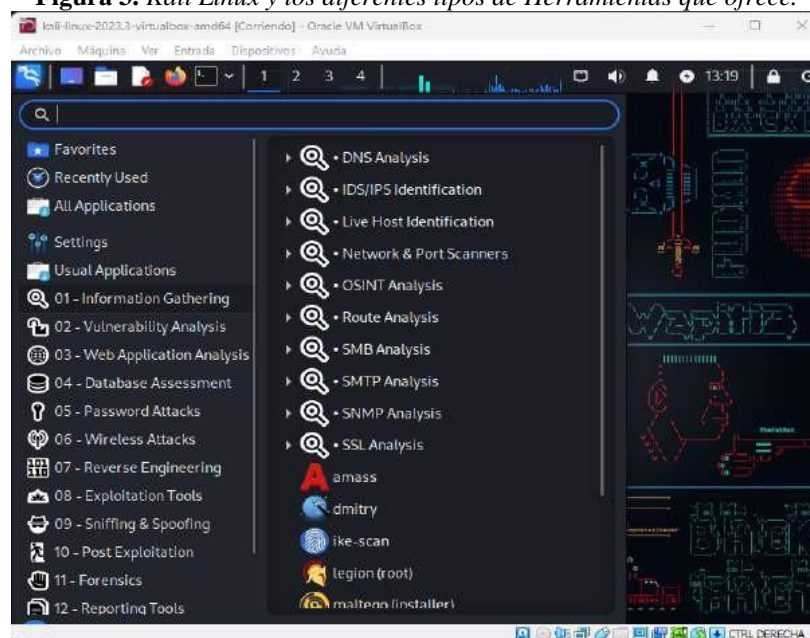 Figura 3. Kali Linux y los diferentes tipos de Herramientas que ofrece.
kali-linux-2023.3-virtualbox-amd64 [Corriendo] - Oracle VM VirtualBox
Archivo Máquina Ver Entrada Dispositivos Ayuda
1 2 3 4 13:19
Favorites
Recently Used
All Applications
Settings
Usual Applications
01 - Information Gathering
02 - Vulnerability Analysis
03 - Web Application Analysis
04 - Database Assessment
05 - Password Attacks
06 - Wireless Attacks
07 - Reverse Engineering
08 - Exploitation Tools
09 - Sniffing & Spoofing
10 - Post Exploitation
11 - Forensics
12 - Reporting Tools
• DNS Analysis
• IDS/IPS Identification
• Live Host Identification
• Network & Port Scanners
• OSINT Analysis
• Route Analysis
• SMB Analysis
• SMTP Analysis
• SNMP Analysis
• SSL Analysis
amass
dmitry
ike-scan
legion (root)
maltego (installer)
Wapiti
CTRL DERECHA